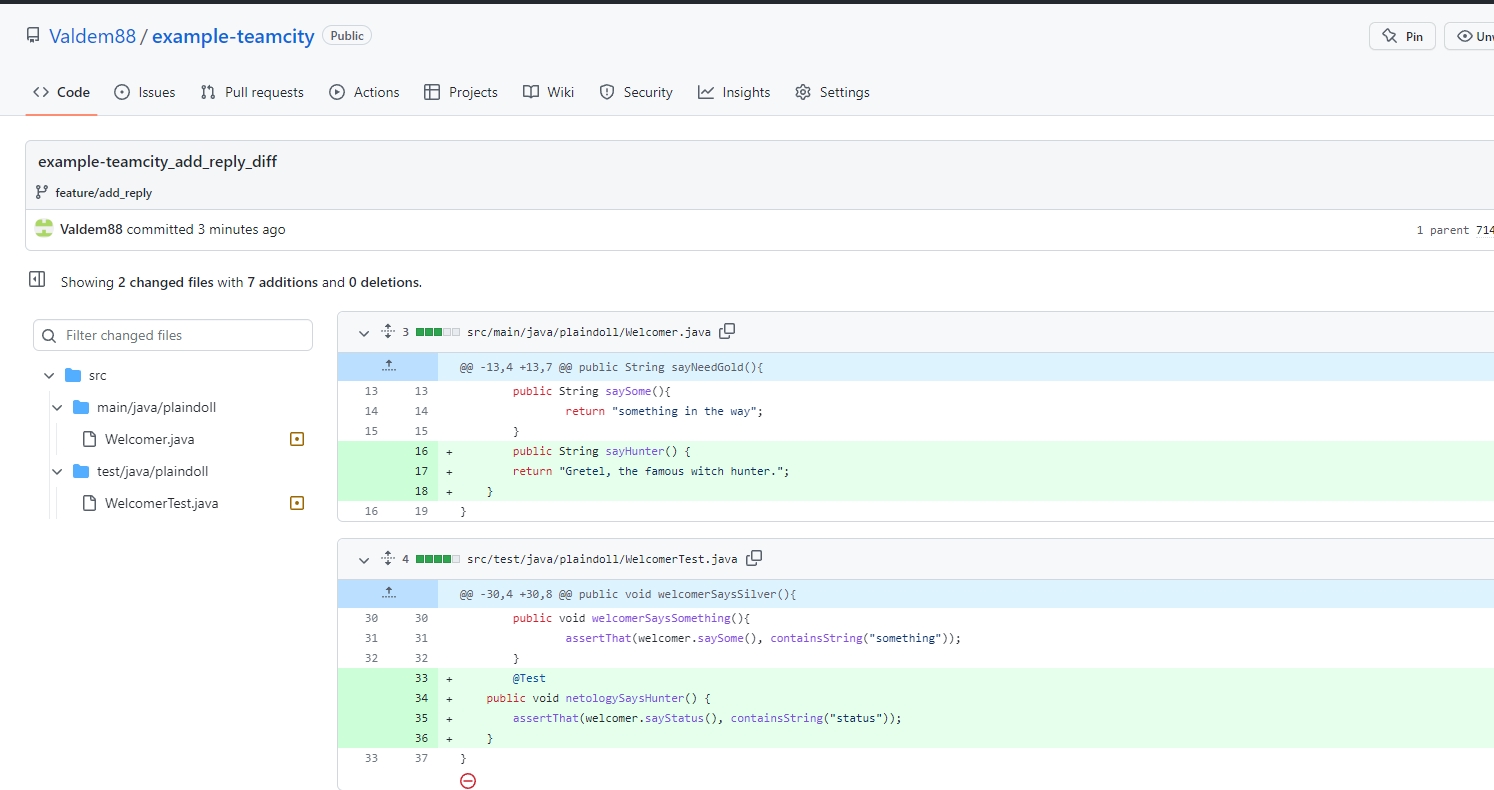 Valdem88 / example-teamcity Public
Pin
Code Issues Pull requests Actions Projects Wiki Security Insights Settings
example-teamcity_add_reply_diff
feature/add_reply
Valdem88 committed 3 minutes ago
1 parent 714
Showing 2 changed files with 7 additions and 0 deletions.
Filter changed files
src
main/java/plaindoll
Welcomer.java
test/java/plaindoll
WelcomerTest.java
3 src/main/java/plaindoll/Welcomer.java
@@ -13,4 +13,7 @@ public String sayNeedGold(){
13 13 public String saySome(){
14 14 return "something in the way";
15 15 }
16 + public String sayHunter() {
17 + return "Gretel, the famous witch hunter.";
18 + }
16 19 }
4 src/test/java/plaindoll/WelcomerTest.java
@@ -30,4 +30,8 @@ public void welcomerSaysSilver(){
30 30 public void welcomerSaysSomething(){
31 31 assertThat(welcomer.saySome(), containsString("something"));
32 32 }
33 + @Test
34 + public void netologySaysHunter() {
35 + assertThat(welcomer.sayStatus(), containsString("status"));
36 + }
33 37 }